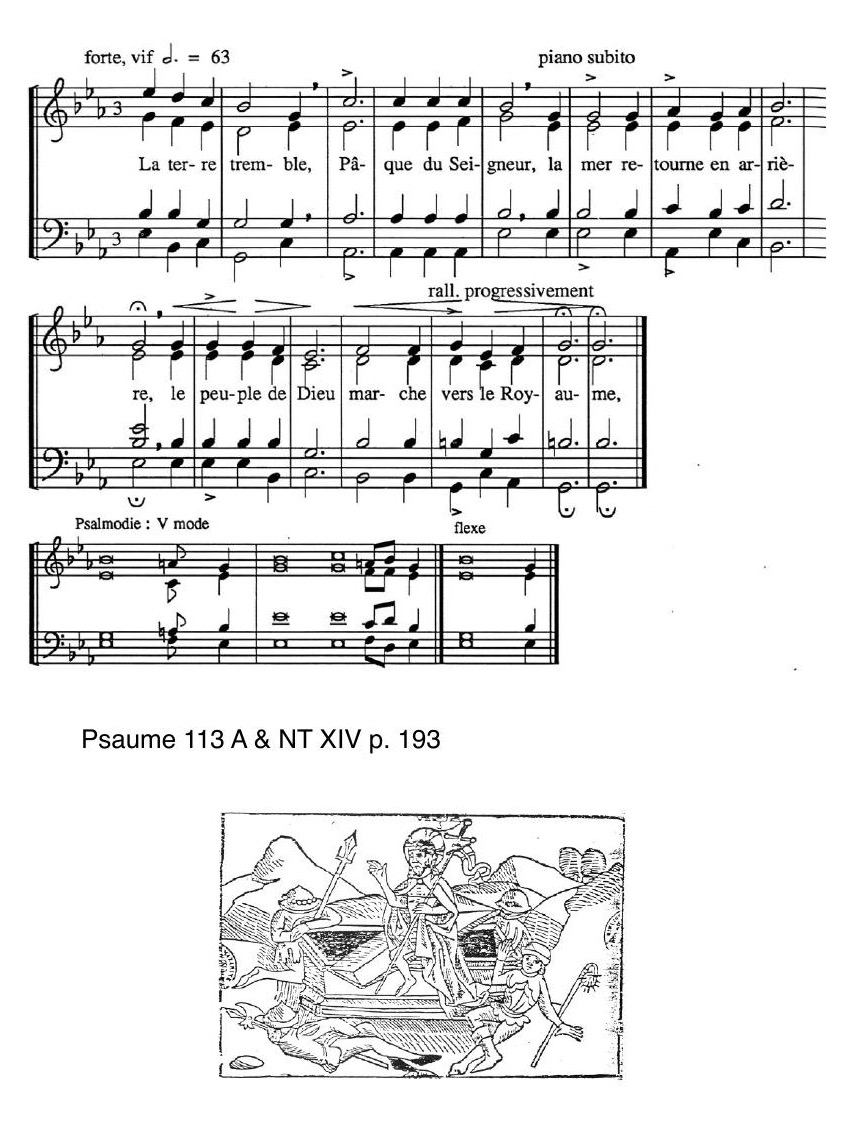 forte, vif 𝅗𝅥. = 63 piano subito
3
La ter- re trem- ble, Pâ- que du Sei- gneur, la mer re- tourne en ar- riè-
3
rall. progressivement
re, le peu- ple de Dieu mar- che vers le Roy- au- me,
Psalmodie : V mode flexe
Psaume 113 A & NT XIV p. 193